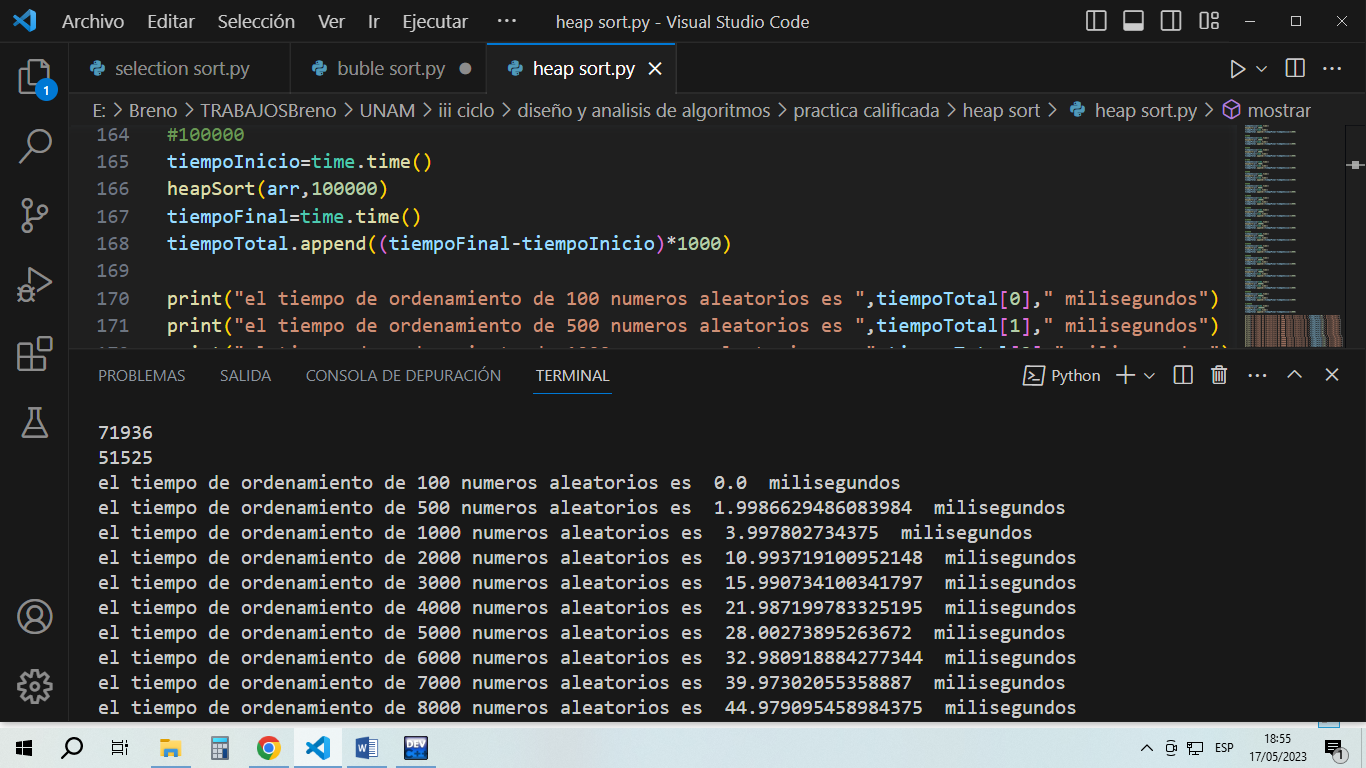 Archivo Editar Selección Ver Ir Ejecutar ··· heap sort.py - Visual Studio Code
selection sort.py buble sort.py heap sort.py
E: > Breno > TRABAJOSBreno > UNAM > iii ciclo > diseño y analisis de algoritmos > practica calificada > heap sort > heap sort.py > mostrar
1
164 #100000
165 tiempoInicio=time.time()
166 heapSort(arr,100000)
167 tiempoFinal=time.time()
168 tiempoTotal.append((tiempoFinal-tiempoInicio)*1000)
169
170 print("el tiempo de ordenamiento de 100 numeros aleatorios es ",tiempoTotal[0]," milisegundos")
171 print("el tiempo de ordenamiento de 500 numeros aleatorios es ",tiempoTotal[1]," milisegundos")
PROBLEMAS SALIDA CONSOLA DE DEPURACIÓN TERMINAL Python
71936
51525
el tiempo de ordenamiento de 100 numeros aleatorios es  0.0  milisegundos
el tiempo de ordenamiento de 500 numeros aleatorios es  1.9986629486083984  milisegundos
el tiempo de ordenamiento de 1000 numeros aleatorios es  3.997802734375  milisegundos
el tiempo de ordenamiento de 2000 numeros aleatorios es  10.993719100952148  milisegundos
el tiempo de ordenamiento de 3000 numeros aleatorios es  15.990734100341797  milisegundos
el tiempo de ordenamiento de 4000 numeros aleatorios es  21.987199783325195  milisegundos
el tiempo de ordenamiento de 5000 numeros aleatorios es  28.00273895263672  milisegundos
el tiempo de ordenamiento de 6000 numeros aleatorios es  32.980918884277344  milisegundos
el tiempo de ordenamiento de 7000 numeros aleatorios es  39.97302055358887  milisegundos
el tiempo de ordenamiento de 8000 numeros aleatorios es  44.979095458984375  milisegundos
DEV
ESP
18:55
17/05/2023
1